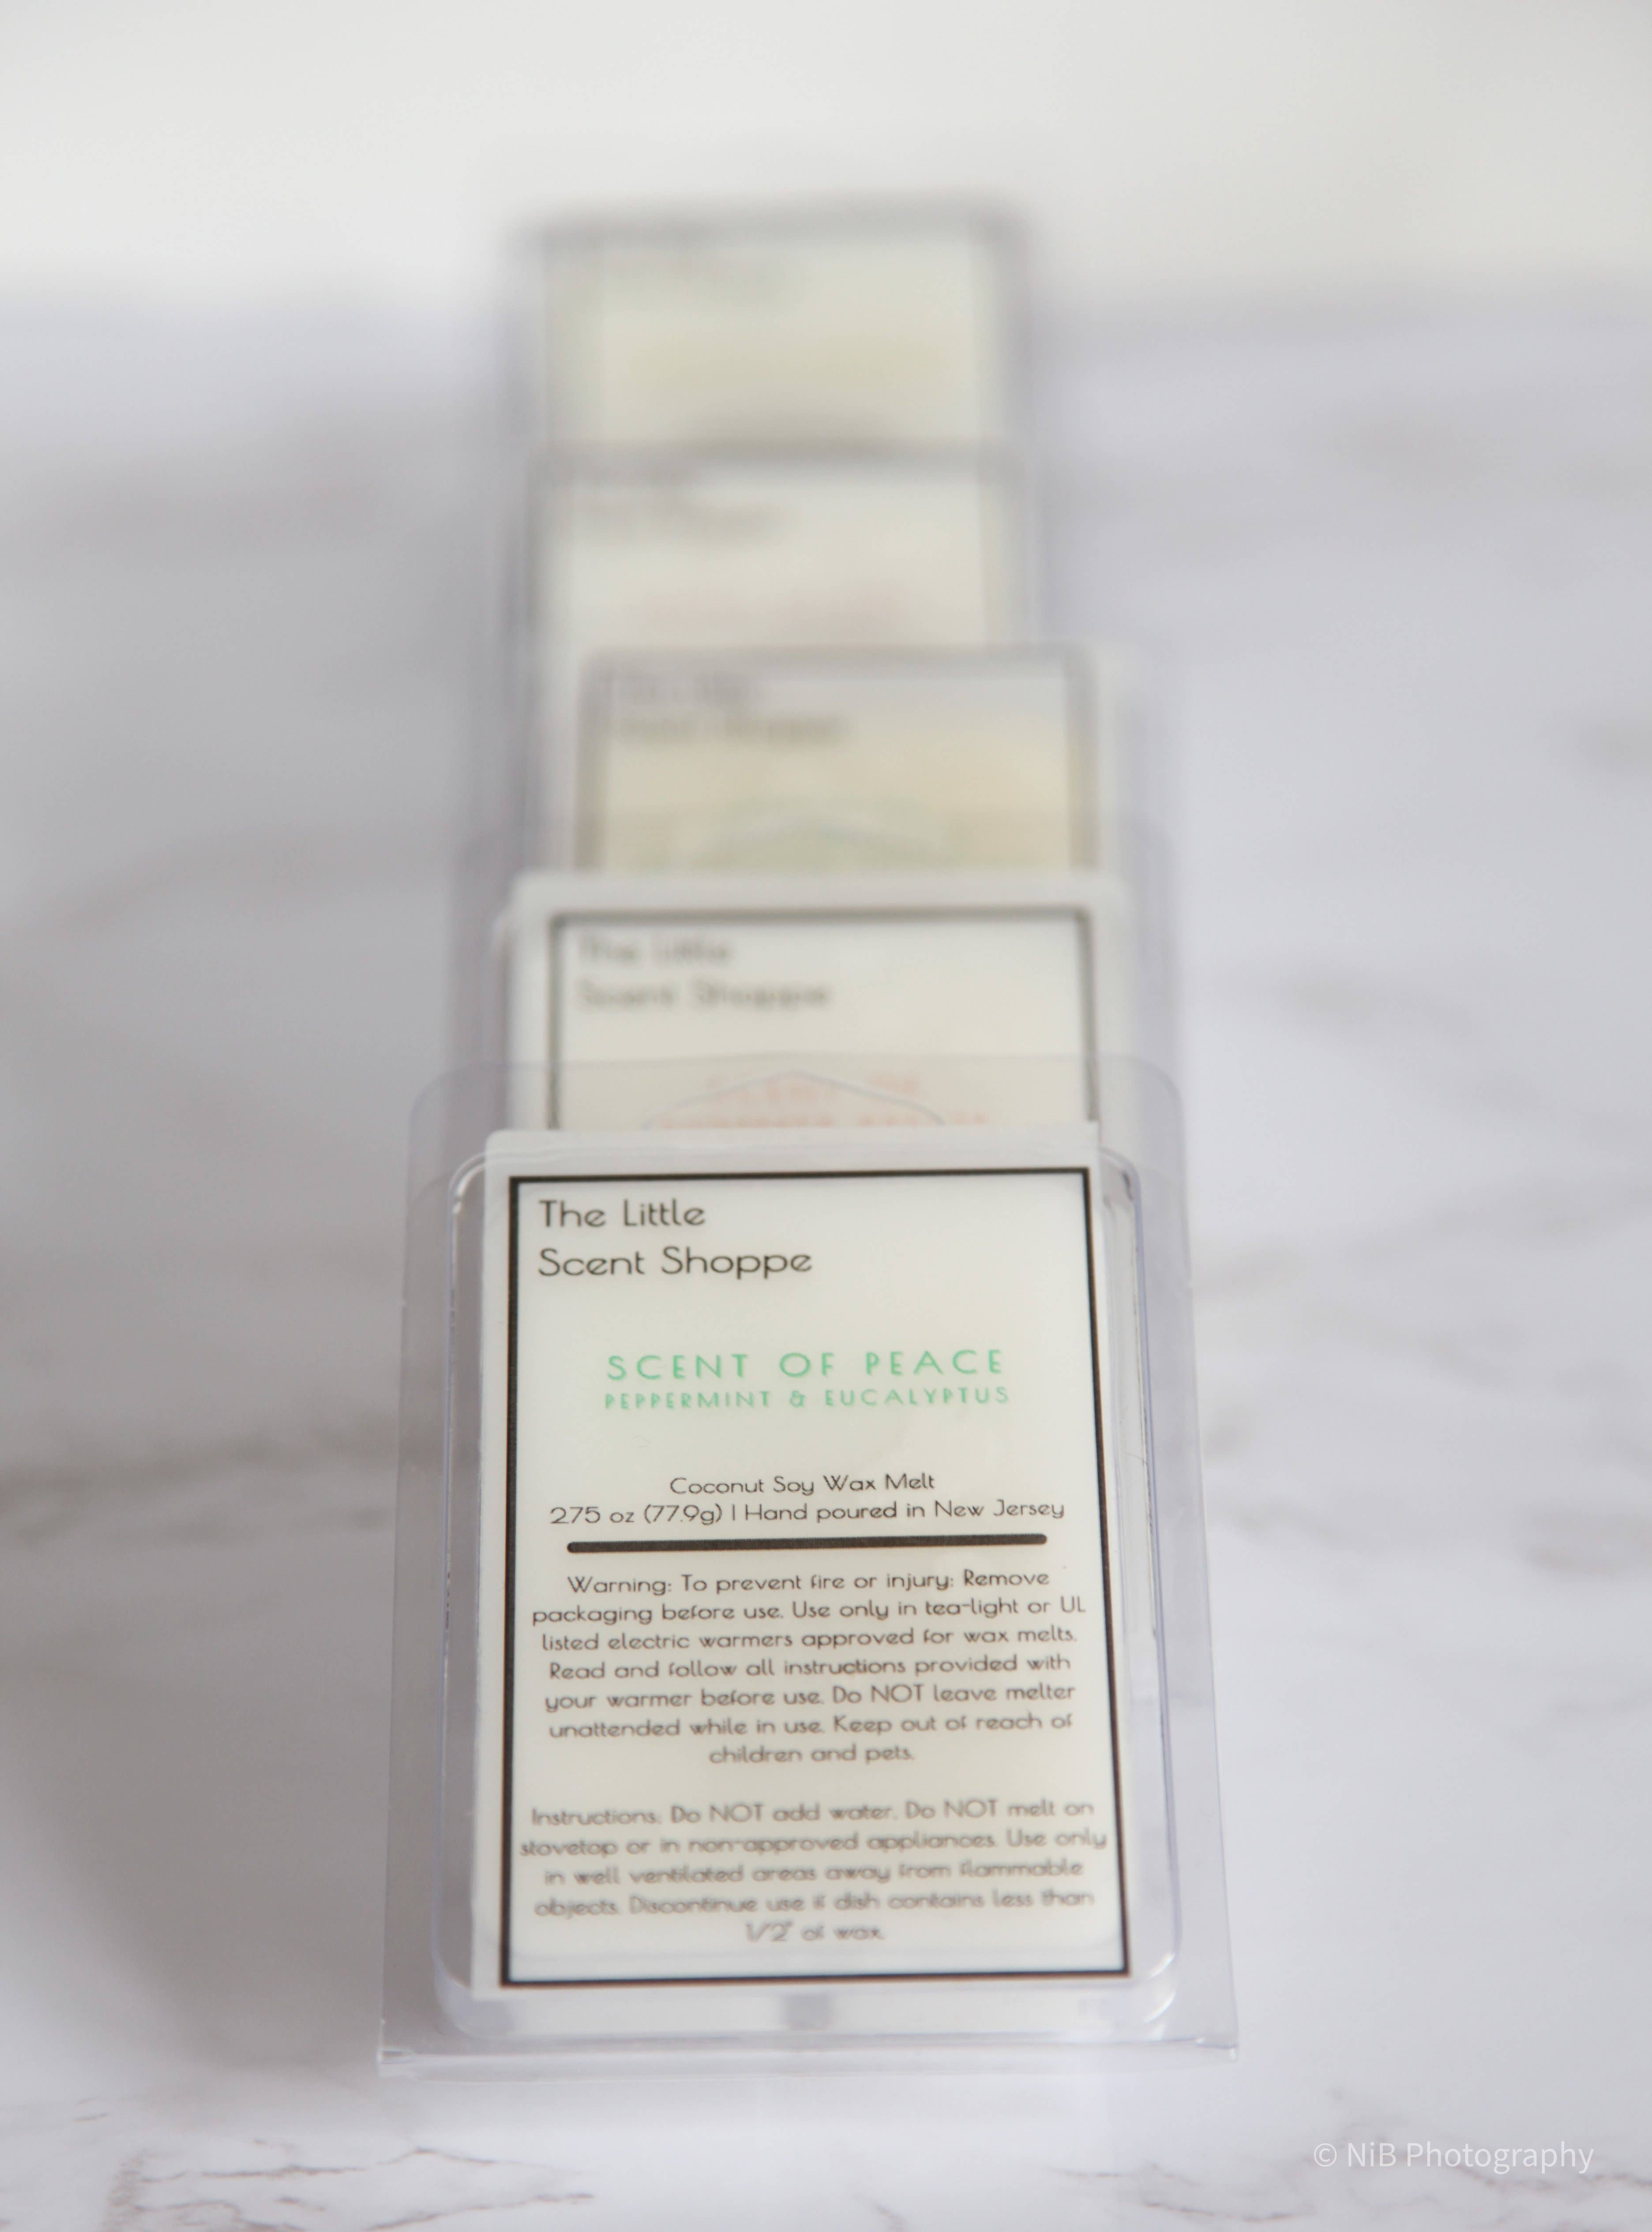 The Little
Scent Shoppe
The Little
Scent Shoppe
SCENT OF PEACE
PEPPERMINT & EUCALYPTUS
Coconut Soy Wax Melt
2.75 oz (77.9g) | Hand poured in New Jersey
Warning: To prevent fire or injury: Remove
packaging before use. Use only in tea-light or UL
listed electric warmers approved for wax melts.
Read and follow all instructions provided with
your warmer before use. Do NOT leave melter
unattended while in use. Keep out of reach of
children and pets.
Instructions: Do NOT add water. Do NOT melt on
stovetop or in non-approved appliances. Use only
in well ventilated areas away from flammable
objects. Discontinue use if dish contains less than
1/2" of wax.
© NiB Photography